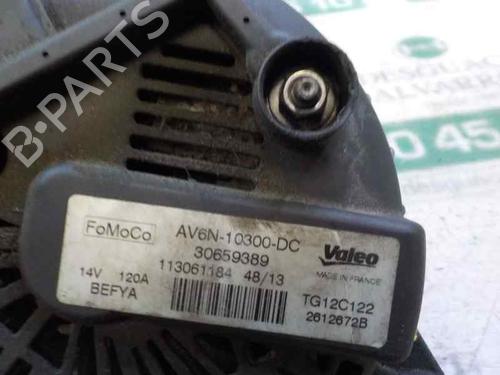 B-PARTS
FoMoCo
AV6N-10300-DC
30659389
113061184 48/13
14V 120A
BEFYA
Valeo
MADE IN FRANCE
TG12C122
2612672B
0 45